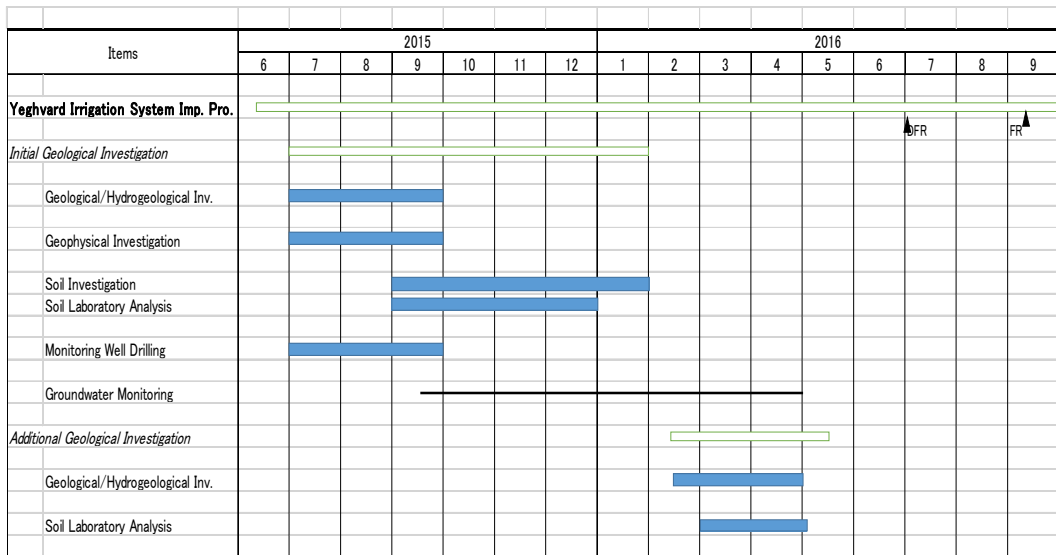 Items
2015
2016
6 7 8 9 10 11 12 1 2 3 4 5 6 7 8 9
Yeghvard Irrigation System Imp. Pro.
DFR FR
Initial Geological Investigation
Geological/Hydrogeological Inv.
Geophysical Investigation
Soil Investigation
Soil Laboratory Analysis
Monitoring Well Drilling
Groundwater Monitoring
Additional Geological Investigation
Geological/Hydrogeological Inv.
Soil Laboratory Analysis